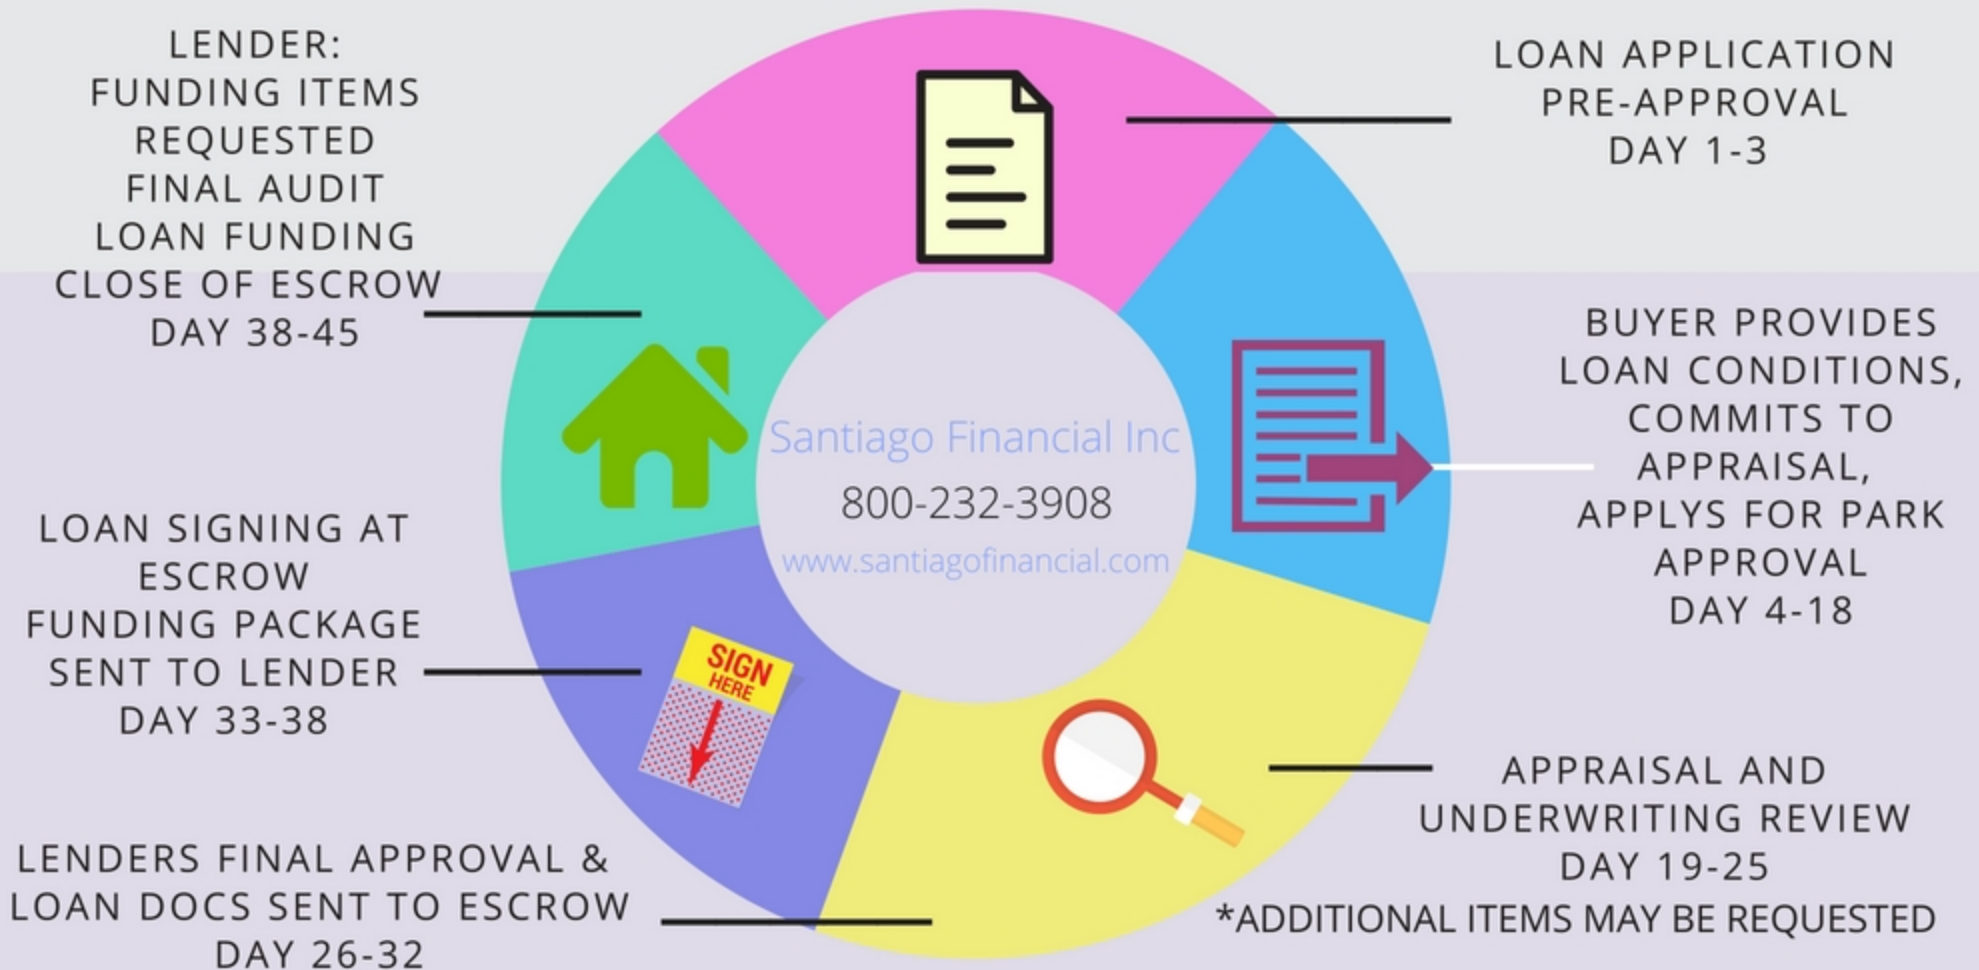 LOAN APPLICATION
PRE-APPROVAL
DAY 1-3
BUYER PROVIDES
LOAN CONDITIONS,
COMMITS TO
APPRAISAL,
APPLYS FOR PARK
APPROVAL
DAY 4-18
APPRAISAL AND
UNDERWRITING REVIEW
DAY 19-25
*ADDITIONAL ITEMS MAY BE REQUESTED
LENDERS FINAL APPROVAL &
LOAN DOCS SENT TO ESCROW
DAY 26-32
LOAN SIGNING AT
ESCROW
FUNDING PACKAGE
SENT TO LENDER
DAY 33-38
SIGN
HERE
LENDER:
FUNDING ITEMS
REQUESTED
FINAL AUDIT
LOAN FUNDING
CLOSE OF ESCROW
DAY 38-45
Santiago Financial Inc
800-232-3908
www.santiagofinancial.com